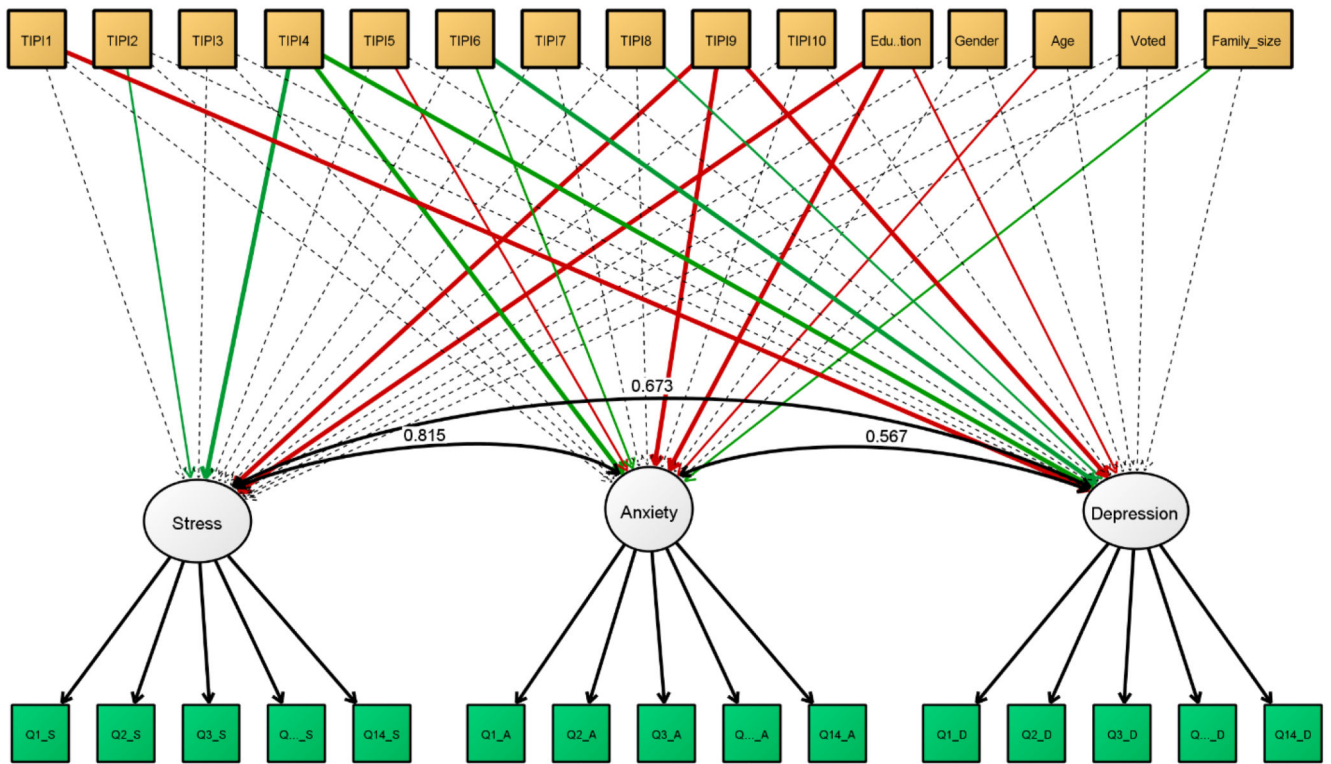 TIPI1 TIPI2 TIPI3 TIPI4 TIPI5 TIPI6 TIPI7 TIPI8 TIPI9 TIPI10 Edu..tion Gender Age Voted Family_size
0.673
0.815 0.567
Stress Anxiety Depression
Q1_S Q2_S Q3_S Q..._S Q14_S Q1_A Q2_A Q3_A Q..._A Q14_A Q1_D Q2_D Q3_D Q..._D Q14_D